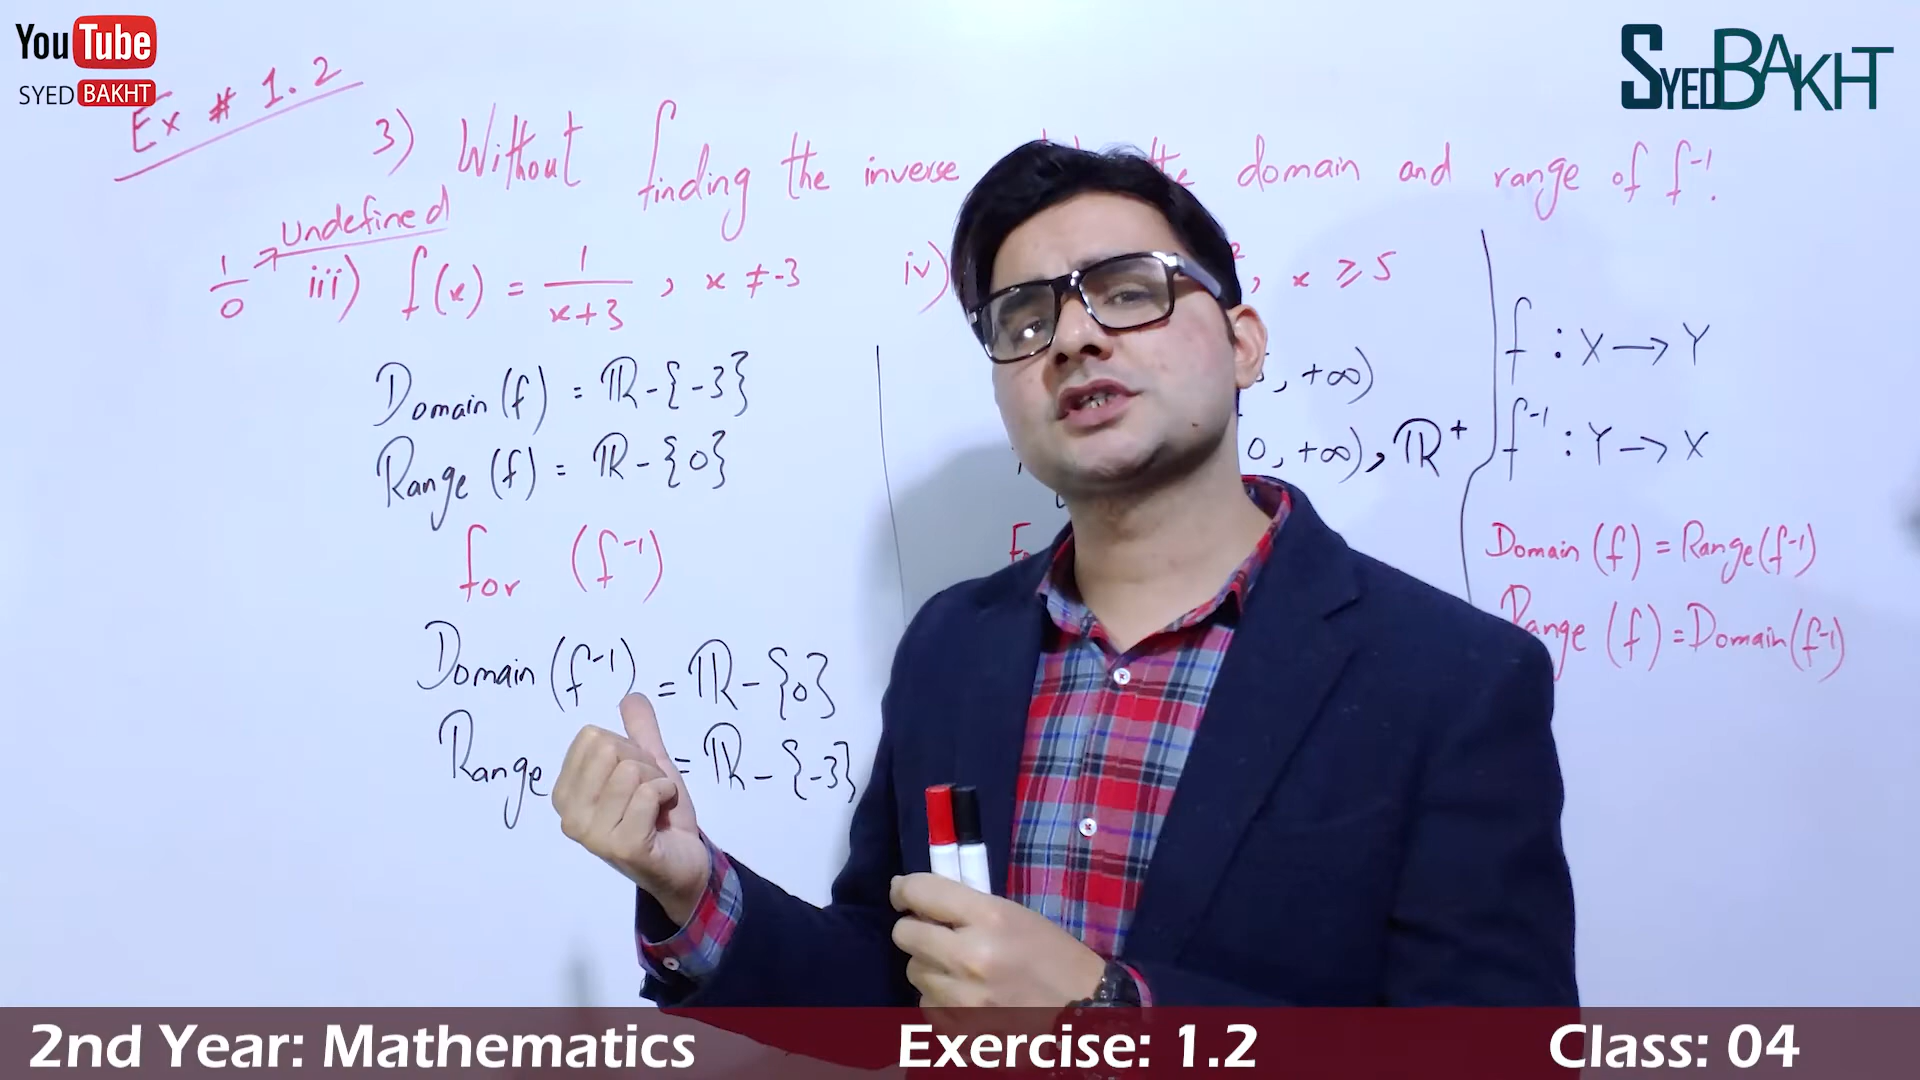 YouTube
SYED BAKHT
SYEDBAKHT
Ex # 1.2
3) Without finding the inverse the domain and range of f⁻¹.
1/0 → Undefined
iii) f(x) = 1/(x+3) , x ≠ -3
iv) ², x ≥ 5
Domain (f) = ℝ-{-3}
Range (f) = ℝ-{0}
for (f⁻¹)
Domain (f⁻¹) = ℝ-{0}
Range = ℝ-{-3}
, +∞)
0, +∞), ℝ⁺
f : X → Y
f⁻¹ : Y → X
Domain (f) = Range(f⁻¹)
Range (f) = Domain(f⁻¹)
2nd Year: Mathematics Exercise: 1.2 Class: 04